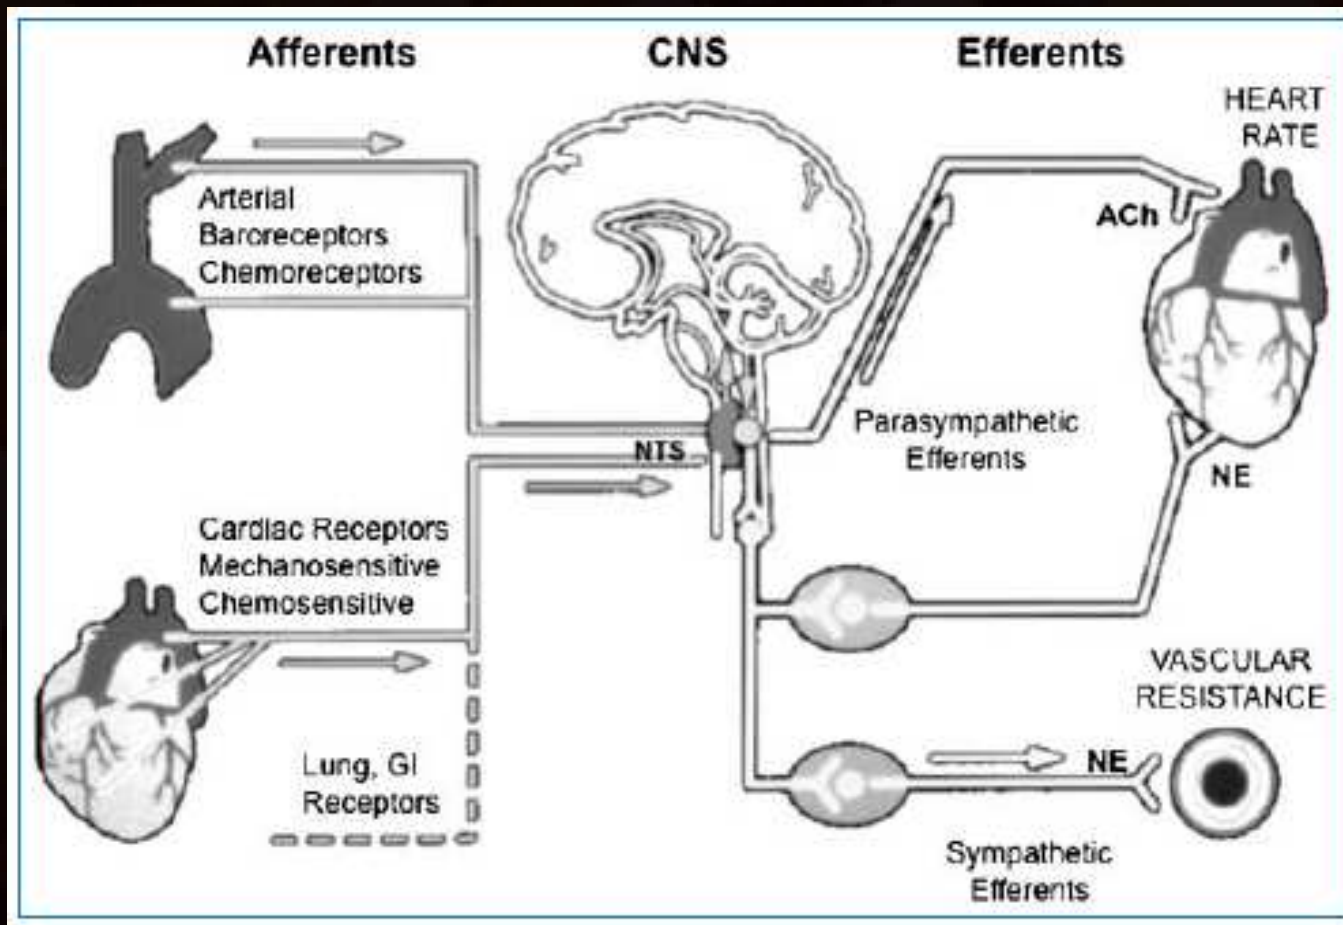 Afferents
CNS
Efferents
HEART
RATE
Arterial
Baroreceptors
Chemoreceptors
ACh
Parasympathetic
Efferents
NTS
NE
Cardiac Receptors
Mechanosensitive
Chemosensitive
VASCULAR
RESISTANCE
Lung, GI
Receptors
NE
Sympathetic
Efferents